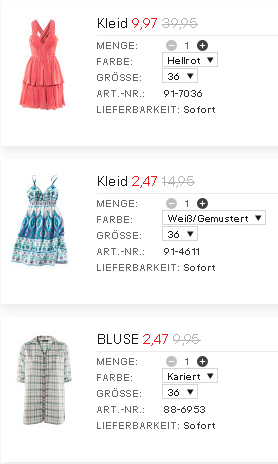 Kleid 9,97 39,95
MENGE: 1
FARBE: Hellrot
GRÖSSE: 36
ART.-NR.: 91-7036
LIEFERBARKEIT: Sofort
Kleid 2,47 14,95
MENGE: 1
FARBE: Weiß/Gemustert
GRÖSSE: 36
ART.-NR.: 91-4611
LIEFERBARKEIT: Sofort
BLUSE 2,47 9,95
MENGE: 1
FARBE: Kariert
GRÖSSE: 36
ART.-NR.: 88-6953
LIEFERBARKEIT: Sofort